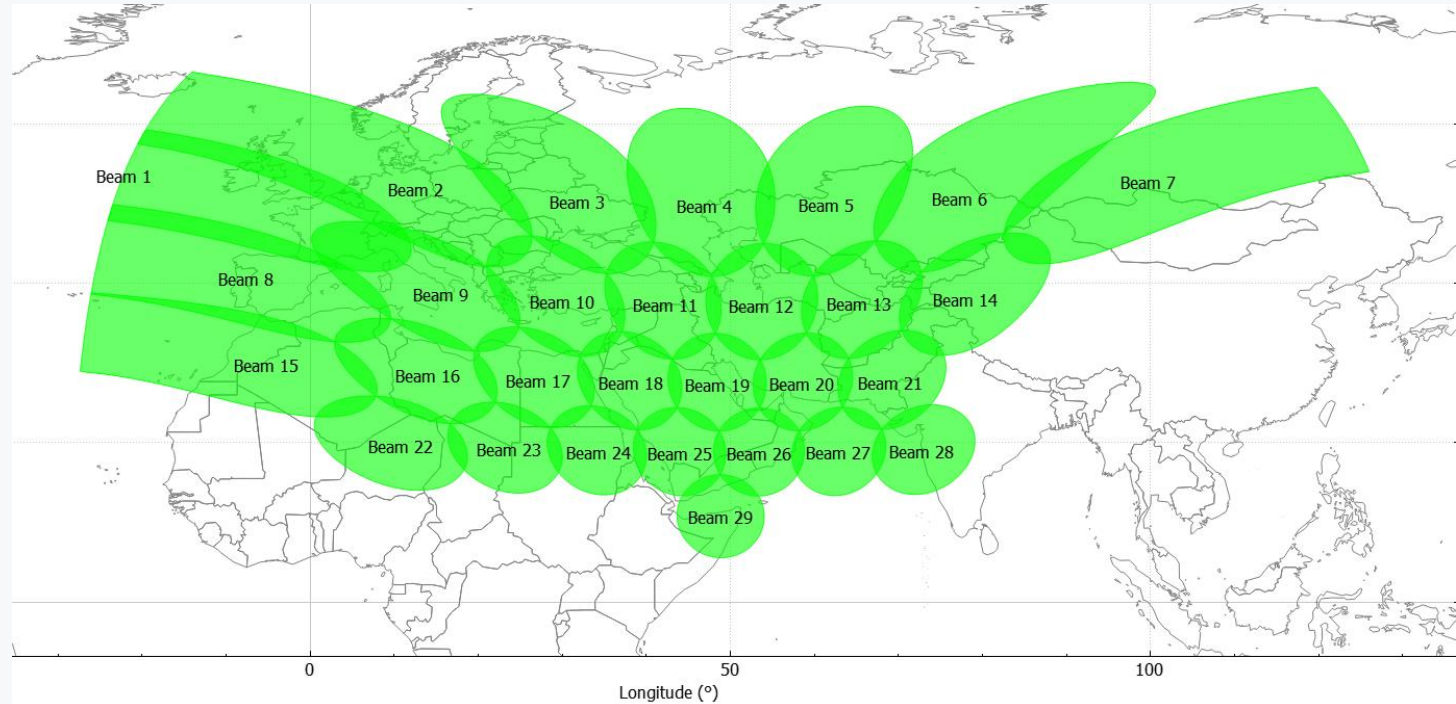 Beam 1
Beam 2
Beam 3
Beam 4
Beam 5
Beam 6
Beam 7
Beam 8
Beam 9
Beam 10
Beam 11
Beam 12
Beam 13
Beam 14
Beam 15
Beam 16
Beam 17
Beam 18
Beam 19
Beam 20
Beam 21
Beam 22
Beam 23
Beam 24
Beam 25
Beam 26
Beam 27
Beam 28
Beam 29
0 50 100
Longitude (°)